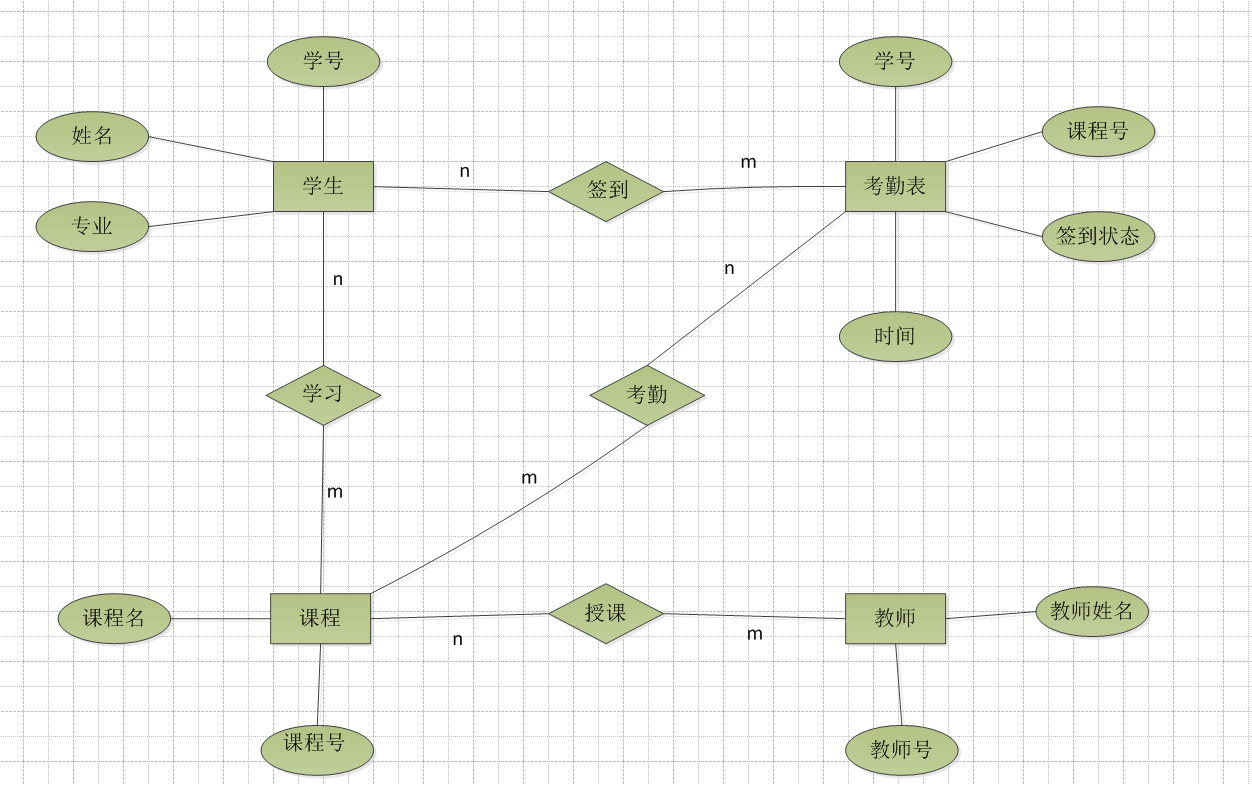 学号
学号
课程号
姓名
n
m
学生
签到
考勤表
专业
签到状态
n
n
时间
学习
考勤
m
m
课程名
课程
授课
教师
教师姓名
n
m
课程号
教师号